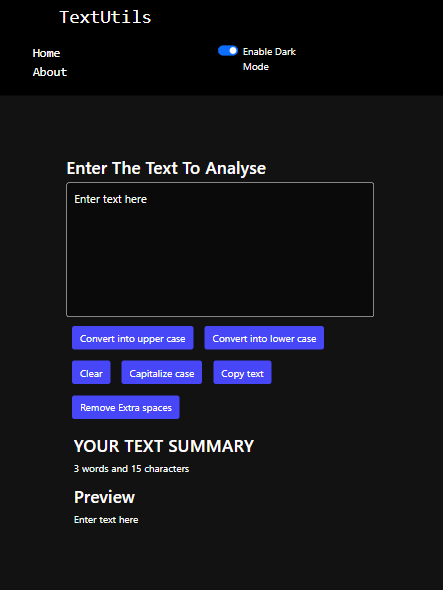 TextUtils
Home
About
Enable Dark
Mode
Enter The Text To Analyse
Enter text here
Convert into upper case
Convert into lower case
Clear
Capitalize case
Copy text
Remove Extra spaces
YOUR TEXT SUMMARY
3 words and 15 characters
Preview
Enter text here